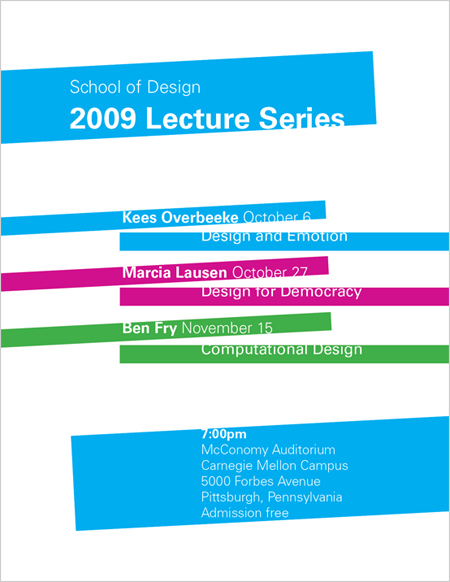 School of Design
2009 Lecture Series
Kees Overbeeke October 6
Design and Emotion
Marcia Lausen October 27
Design for Democracy
Ben Fry November 15
Computational Design
7:00pm
McConomy Auditorium
Carnegie Mellon Campus
5000 Forbes Avenue
Pittsburgh, Pennsylvania
Admission free